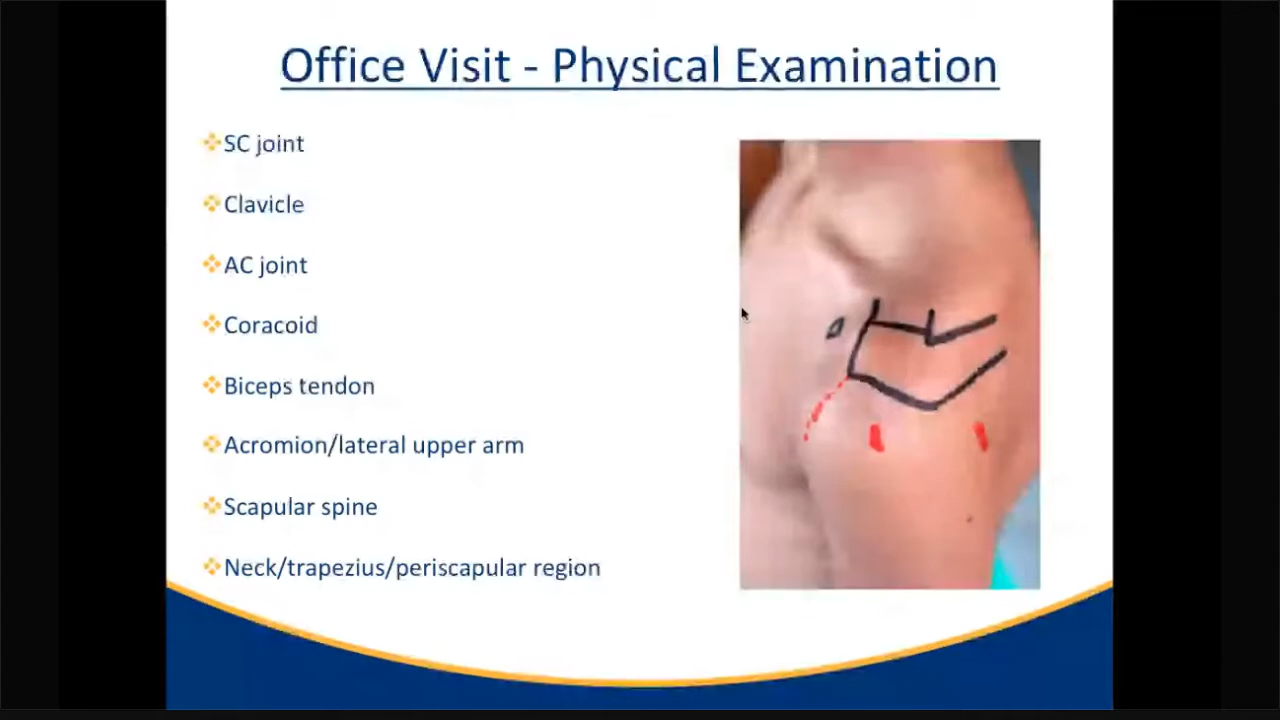 Office Visit - Physical Examination
SC joint
Clavicle
AC joint
Coracoid
Biceps tendon
Acromion/lateral upper arm
Scapular spine
Neck/trapezius/periscapular region